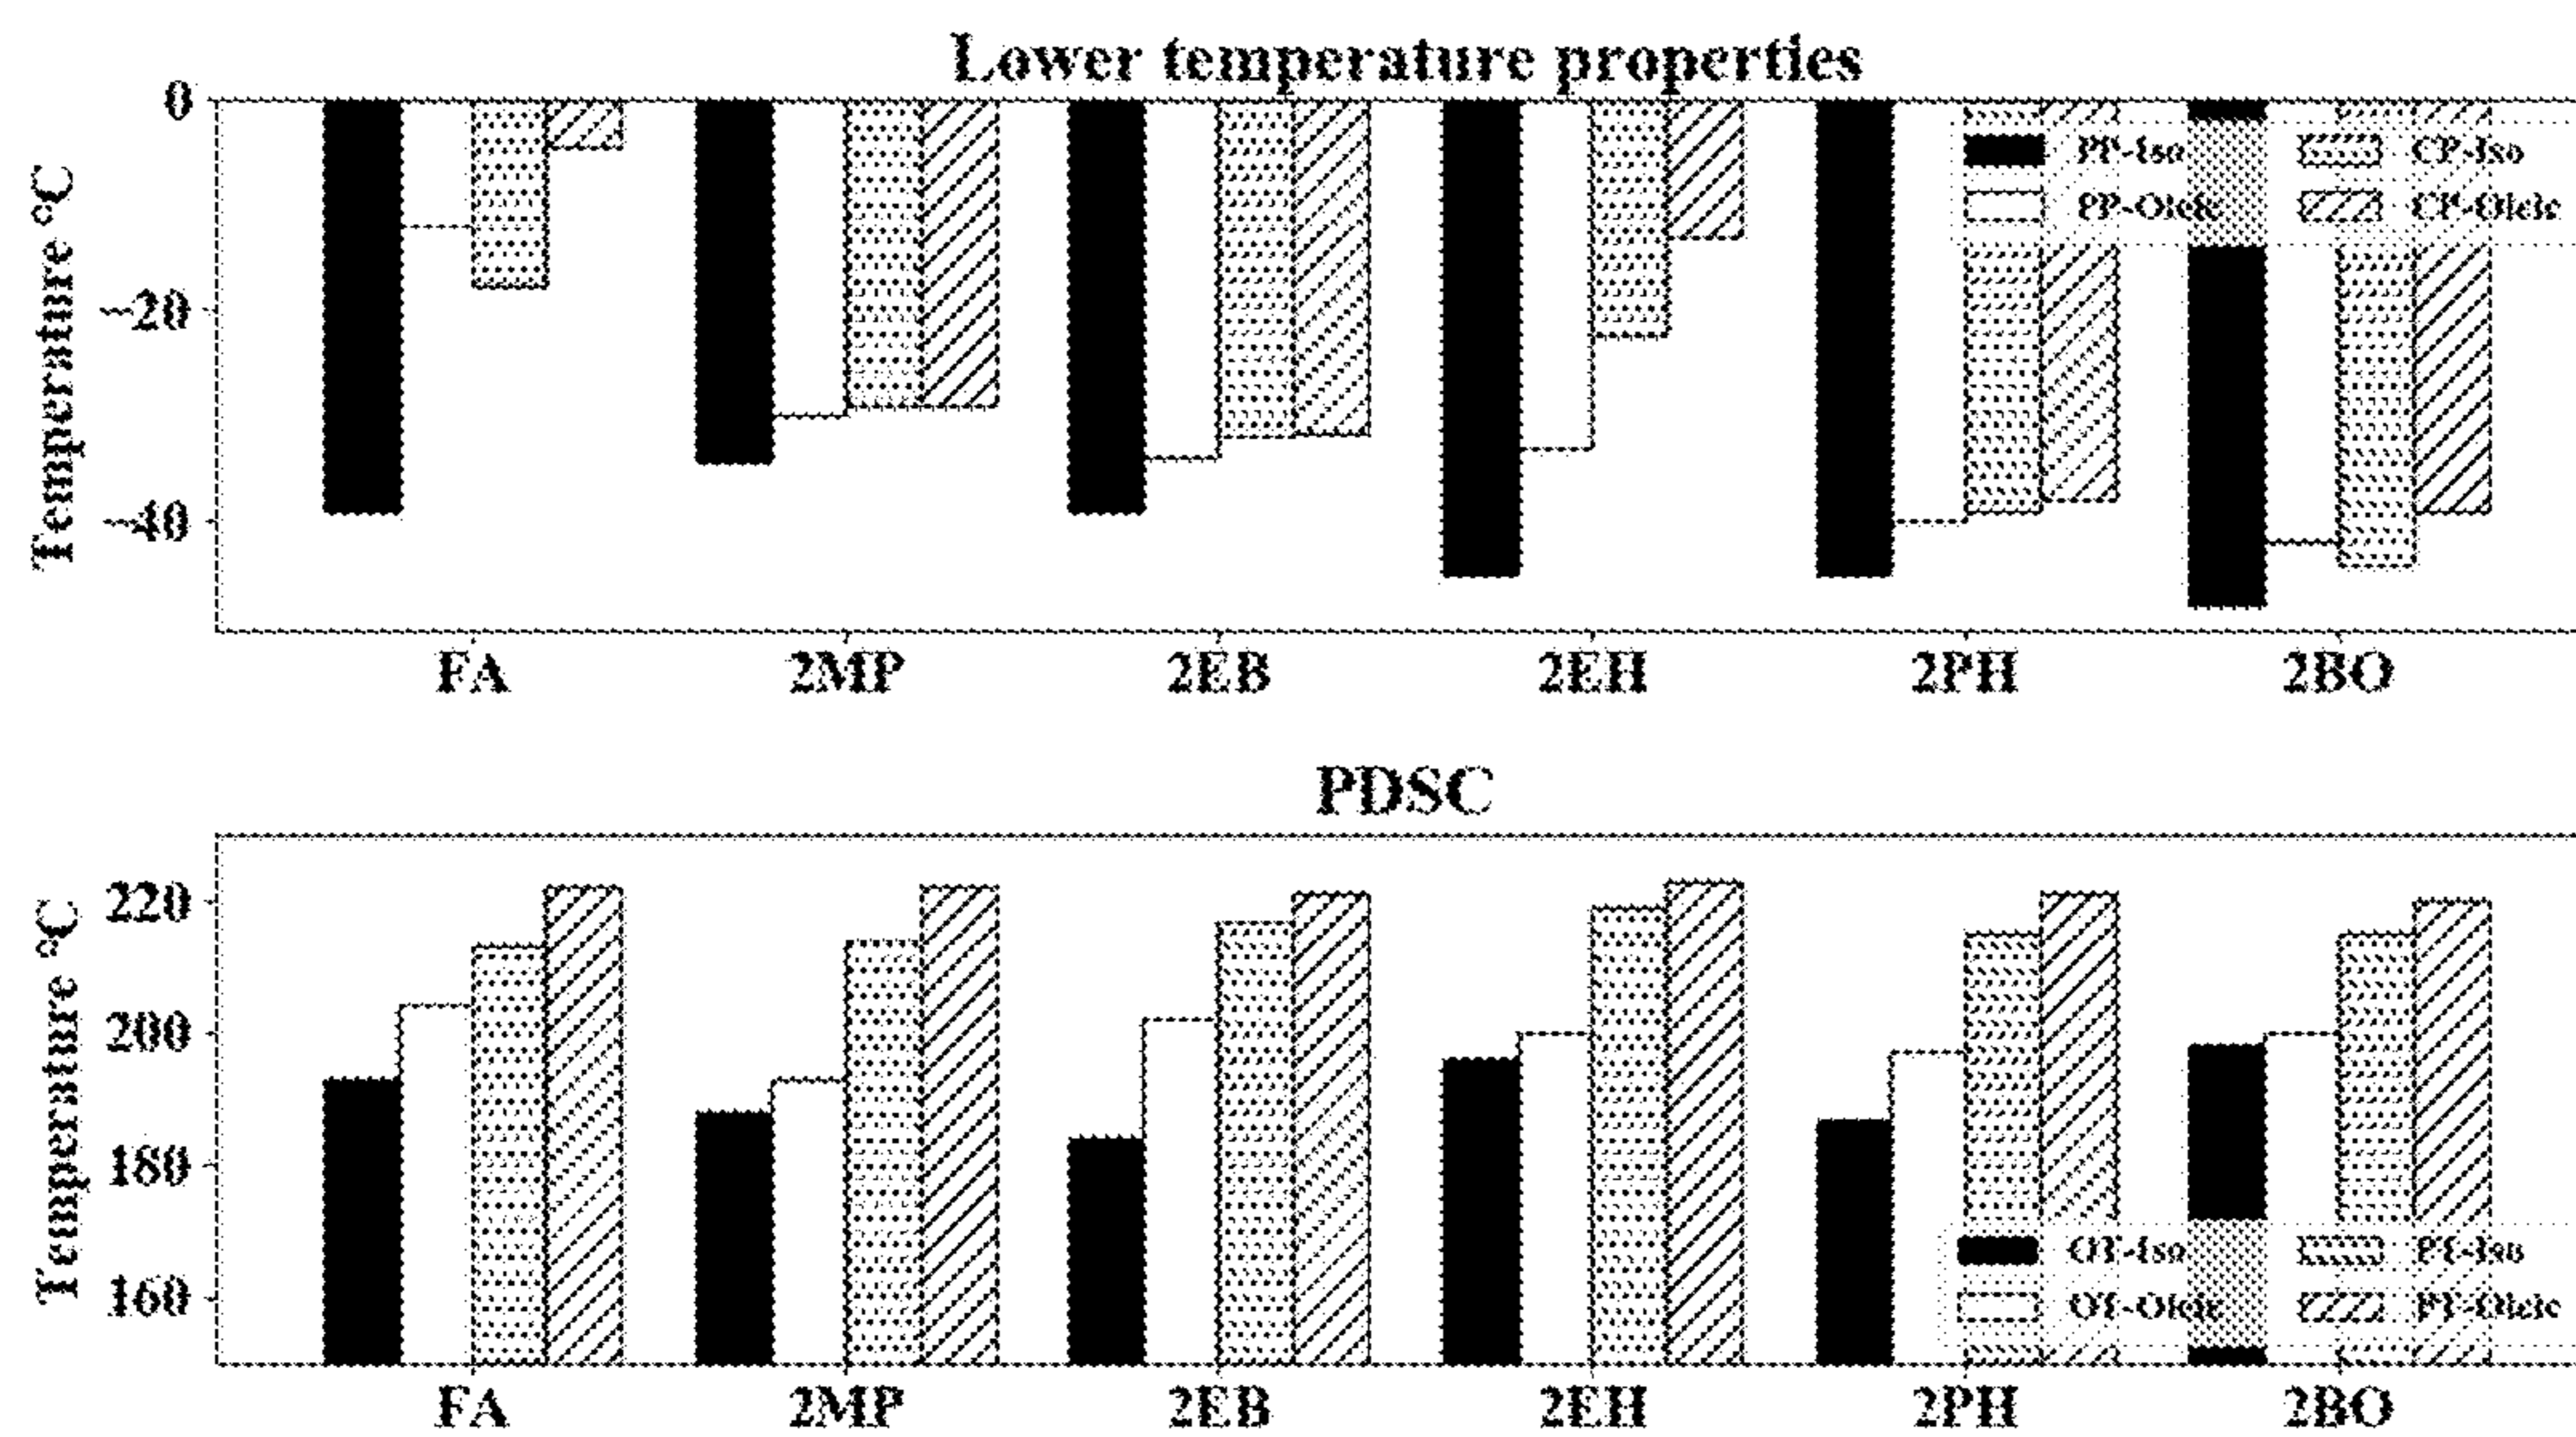 Lower temperature properties
Temperature °C
0
−20
−40
PP-Iso CP-Iso
PP-Oleic CP-Oleic
FA 2MP 2EB 2EH 2PH 2BO
PDSC
Temperature °C
220
200
180
160
OT-Iso PT-Iso
OT-Oleic PT-Oleic
FA 2MP 2EB 2EH 2PH 2BO